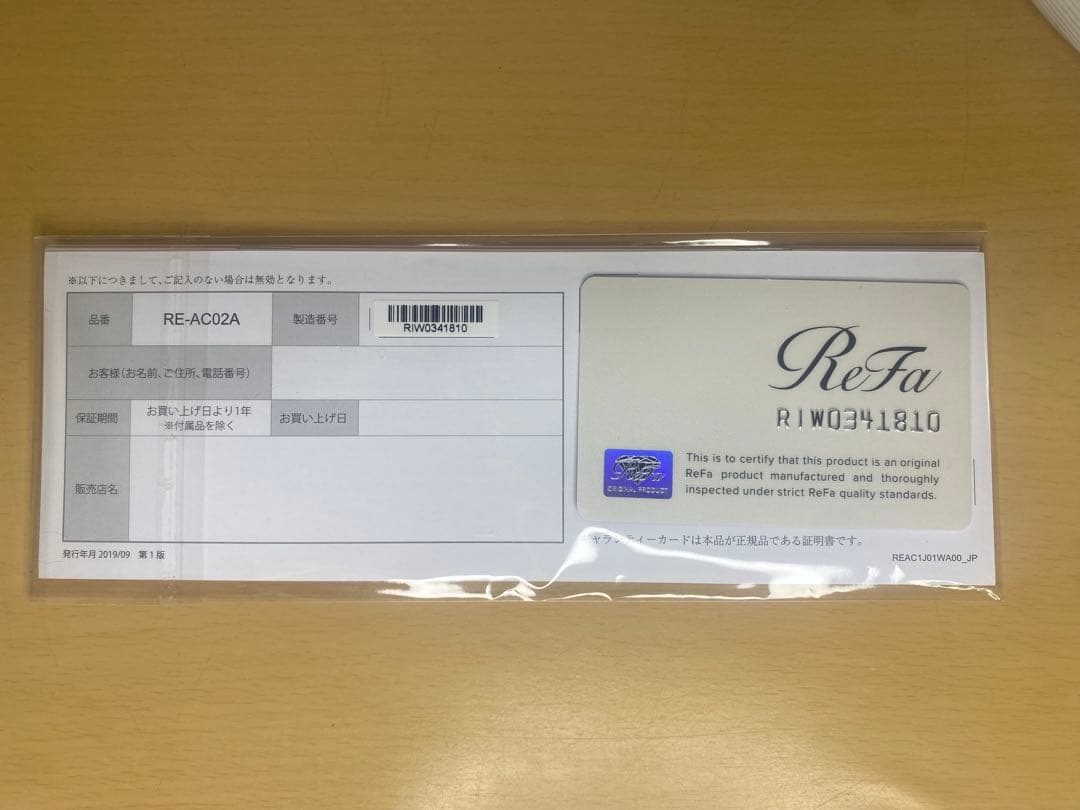 ※以下につきまして、ご記入のない場合は無効となります。
品番 RE-AC02A 製造番号 RIW0341810
お客様(お名前、ご住所、電話番号)
保証期間 お買い上げ日より1年 お買い上げ日
※付属品を除く
販売店名
発行年月 2019/09 第1版
ReFa
RIW0341810
ReFa
ORIGINAL PRODUCT
This is to certify that this product is an original
ReFa product manufactured and thoroughly
inspected under strict ReFa quality standards.
ギャランティーカードは本品が正規品である証明書です。
REAC1J01WA00_JP